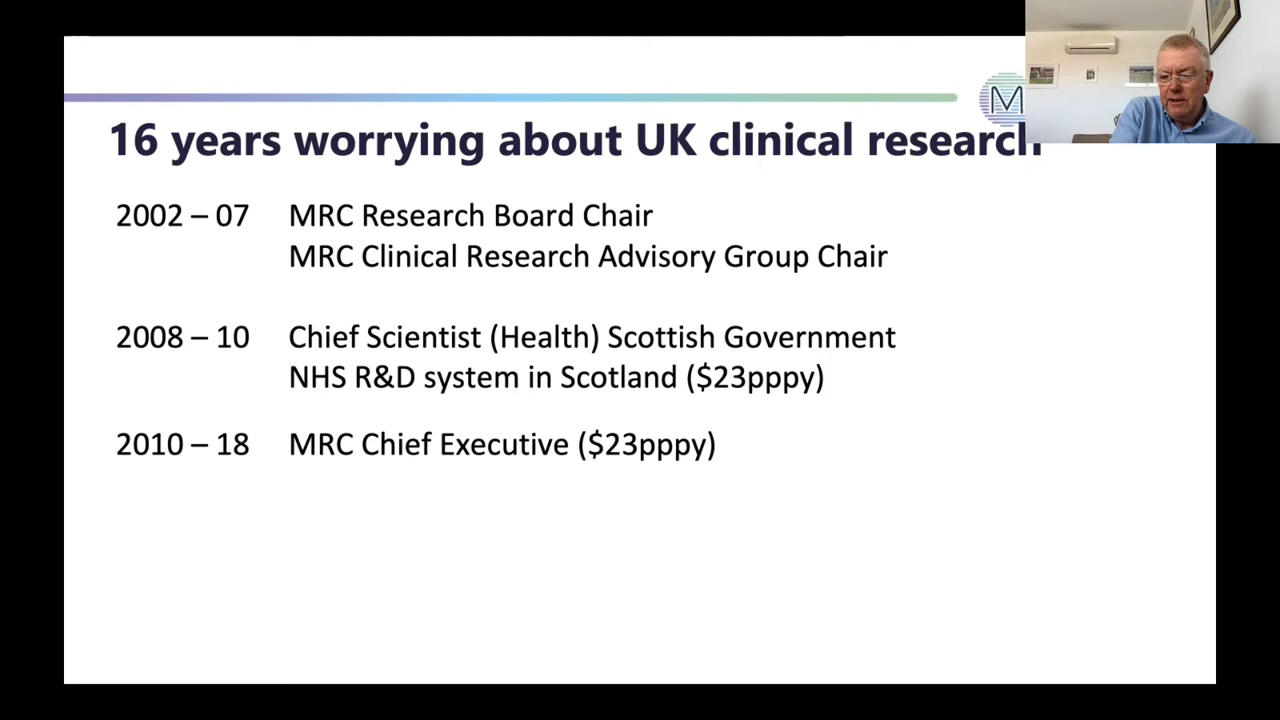 M
16 years worrying about UK clinical research
2002 – 07 MRC Research Board Chair
MRC Clinical Research Advisory Group Chair
2008 – 10 Chief Scientist (Health) Scottish Government
NHS R&D system in Scotland ($23pppy)
2010 – 18 MRC Chief Executive ($23pppy)